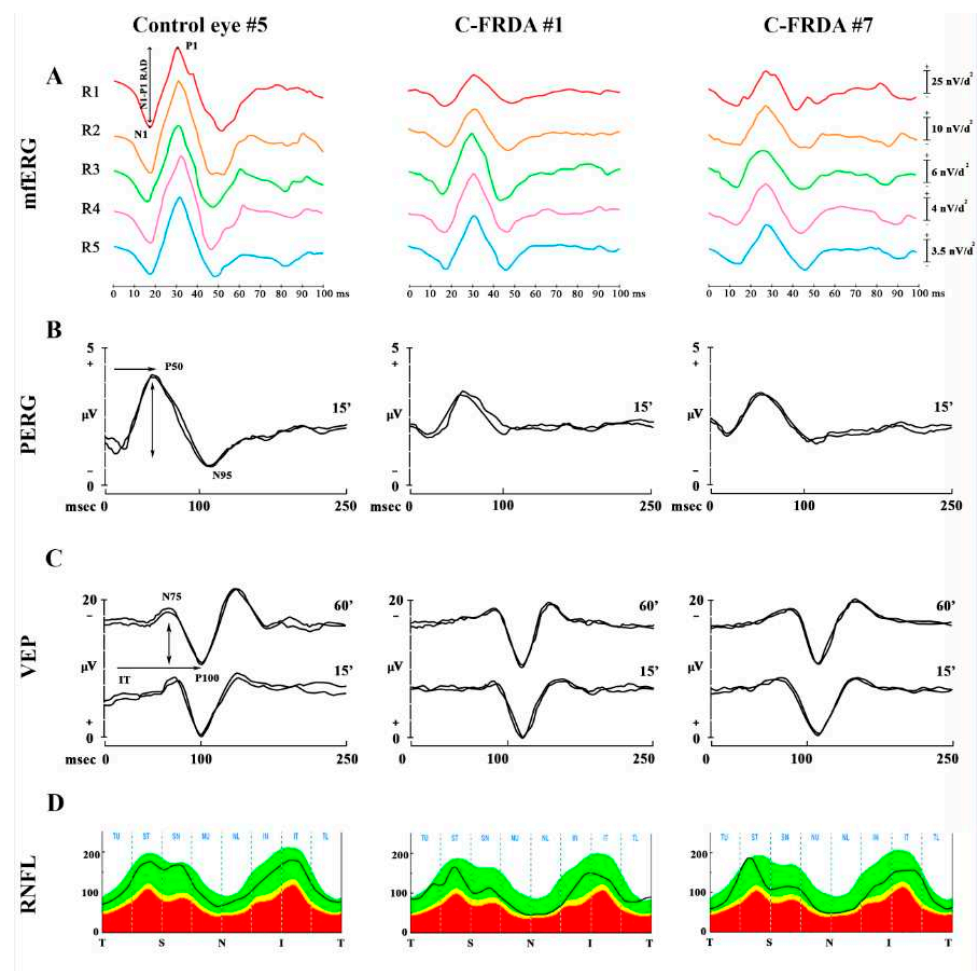 Control eye #5 C-FRDA #1 C-FRDA #7
A
mfERG
R1
R2
R3
R4
R5
N1-P1 RAD
P1
N1
+
25 nV/d²
-
+
10 nV/d²
-
+
6 nV/d²
-
+
4 nV/d²
-
+
3.5 nV/d²
-
0 10 20 30 40 50 60 70 80 90 100 ms 0 10 20 30 40 50 60 70 80 90 100 ms 0 10 20 30 40 50 60 70 80 90 100 ms
B
PERG
5 5 5
+ + +
P50
µV 15' µV 15' µV 15'
N95
− − −
0 0 0
msec 0 100 250 msec 0 100 250 msec 0 100 250
C
VEP
N75
20 60' 20 60' 20 60'
− − −
µV 15' µV 15' µV 15'
IT P100
+ + +
0 0 0
msec 0 100 250 0 100 250 0 100 250
D
RNFL
TU ST SN NU NL IN IT TL TU ST SN NU NL IN IT TL TU ST SN NU NL IN IT TL
200 200 200
100 100 100
0 0 0
T S N I T T S N I T T S N I T